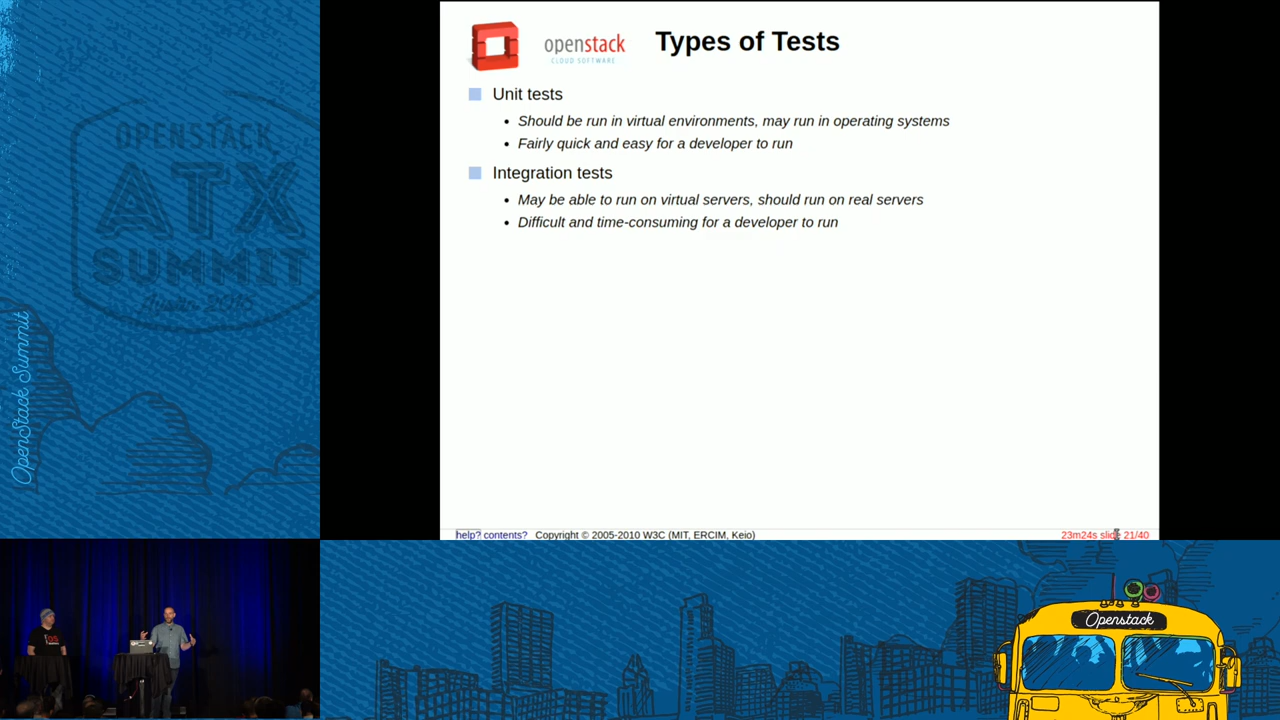 OPENSTACK
ATX
SUMMIT
Austin 2016
OpenStack Summit
openstack
CLOUD SOFTWARE
Types of Tests
Unit tests
Should be run in virtual environments, may run in operating systems
Fairly quick and easy for a developer to run
Integration tests
May be able to run on virtual servers, should run on real servers
Difficult and time-consuming for a developer to run
help? contents? Copyright © 2005-2010 W3C (MIT, ERCIM, Keio)
23m24s slide 21/40
Openstack